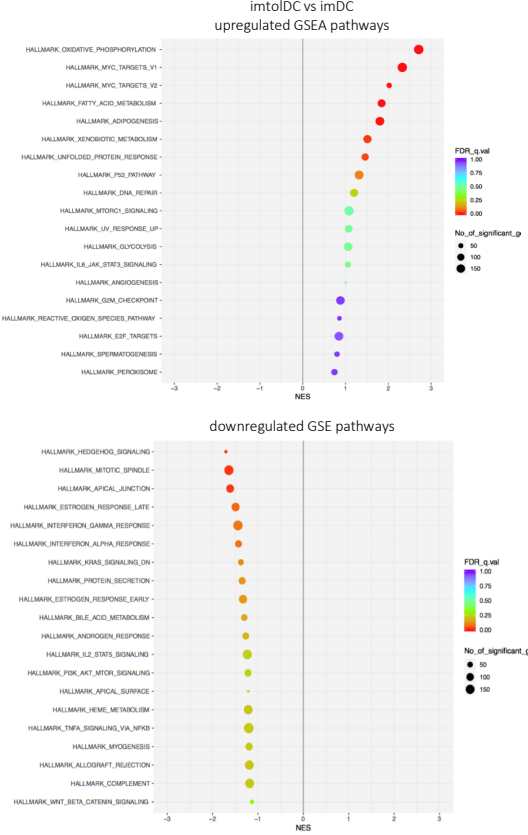 imtolDC vs imDC
upregulated GSEA pathways
HALLMARK_OXIDATIVE_PHOSPHORYLATION
HALLMARK_MYC_TARGETS_V1
HALLMARK_MYC_TARGETS_V2
HALLMARK_FATTY_ACID_METABOLISM
HALLMARK_ADIPOGENESIS
HALLMARK_XENOBIOTIC_METABOLISM
HALLMARK_UNFOLDED_PROTEIN_RESPONSE
HALLMARK_P53_PATHWAY
HALLMARK_DNA_REPAIR
HALLMARK_MTORC1_SIGNALING
HALLMARK_UV_RESPONSE_UP
HALLMARK_GLYCOLYSIS
HALLMARK_IL6_JAK_STAT3_SIGNALING
HALLMARK_ANGIOGENESIS
HALLMARK_G2M_CHECKPOINT
HALLMARK_REACTIVE_OXIGEN_SPECIES_PATHWAY
HALLMARK_E2F_TARGETS
HALLMARK_SPERMATOGENESIS
HALLMARK_PEROXISOME
-3 -2 -1 0 1 2 3
NES
FDR_q.val
1.00
0.75
0.50
0.25
0.00
No_of_significant_ge
50
100
150
downregulated GSE pathways
HALLMARK_HEDGEHOG_SIGNALING
HALLMARK_MITOTIC_SPINDLE
HALLMARK_APICAL_JUNCTION
HALLMARK_ESTROGEN_RESPONSE_LATE
HALLMARK_INTERFERON_GAMMA_RESPONSE
HALLMARK_INTERFERON_ALPHA_RESPONSE
HALLMARK_KRAS_SIGNALING_DN
HALLMARK_PROTEIN_SECRETION
HALLMARK_ESTROGEN_RESPONSE_EARLY
HALLMARK_BILE_ACID_METABOLISM
HALLMARK_ANDROGEN_RESPONSE
HALLMARK_IL2_STAT5_SIGNALING
HALLMARK_PI3K_AKT_MTOR_SIGNALING
HALLMARK_APICAL_SURFACE
HALLMARK_HEME_METABOLISM
HALLMARK_TNFA_SIGNALING_VIA_NFKB
HALLMARK_MYOGENESIS
HALLMARK_ALLOGRAFT_REJECTION
HALLMARK_COMPLEMENT
HALLMARK_WNT_BETA_CATENIN_SIGNALING
-3 -2 -1 0 1 2 3
NES
FDR_q.val
1.00
0.75
0.50
0.25
0.00
No_of_significant_g
50
100
150